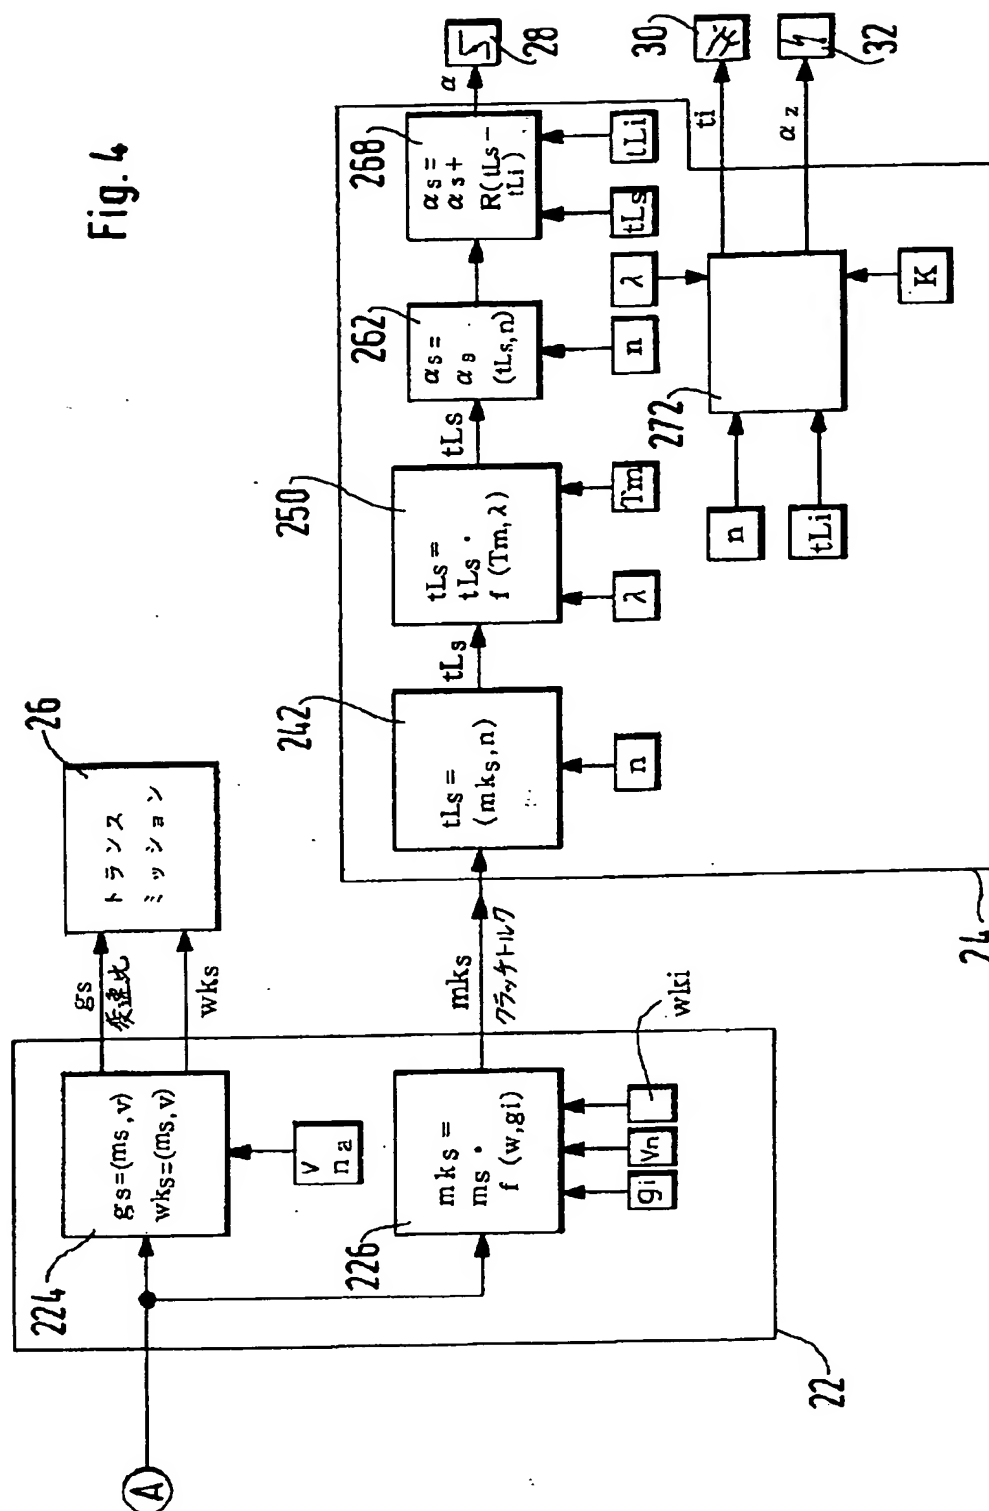 Fig. 4
A
22
224
gs=(ms,v)
wks=(ms,v)
v
na
gs
変速比
wks
26
トランス
ミッション
226
mks=
ms・
f(w,gi)
gi
Vn
wki
mks
クラッチトルク
24
242
tLs=
(mks,n)
n
tLs
250
tLs=
tLs・
f(Tm,λ)
λ
Tm
tLs
262
αs=
αs
(tLs,n)
n
268
αs=
αs+
R(tLs-
tLi)
tLs
tLi
α
28
272
n
tLi
λ
K
ti
30
αz
32